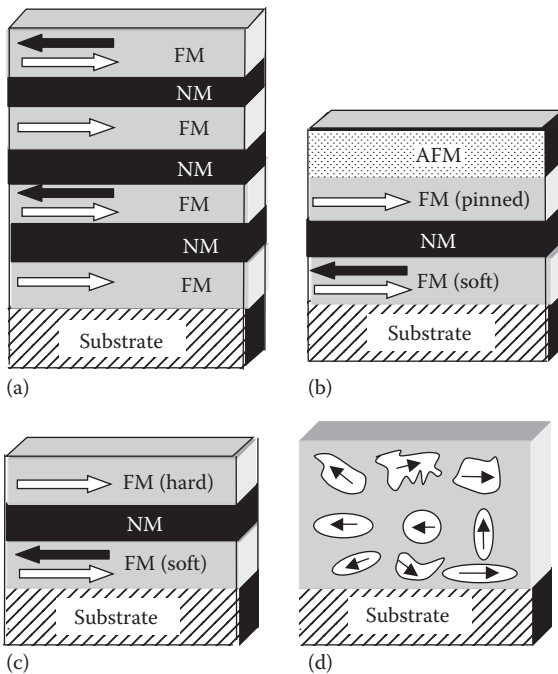 FM
NM
FM
NM
FM
NM
FM
Substrate
(a)
AFM
FM (pinned)
NM
FM (soft)
Substrate
(b)
FM (hard)
NM
FM (soft)
Substrate
(c)
Substrate
(d)